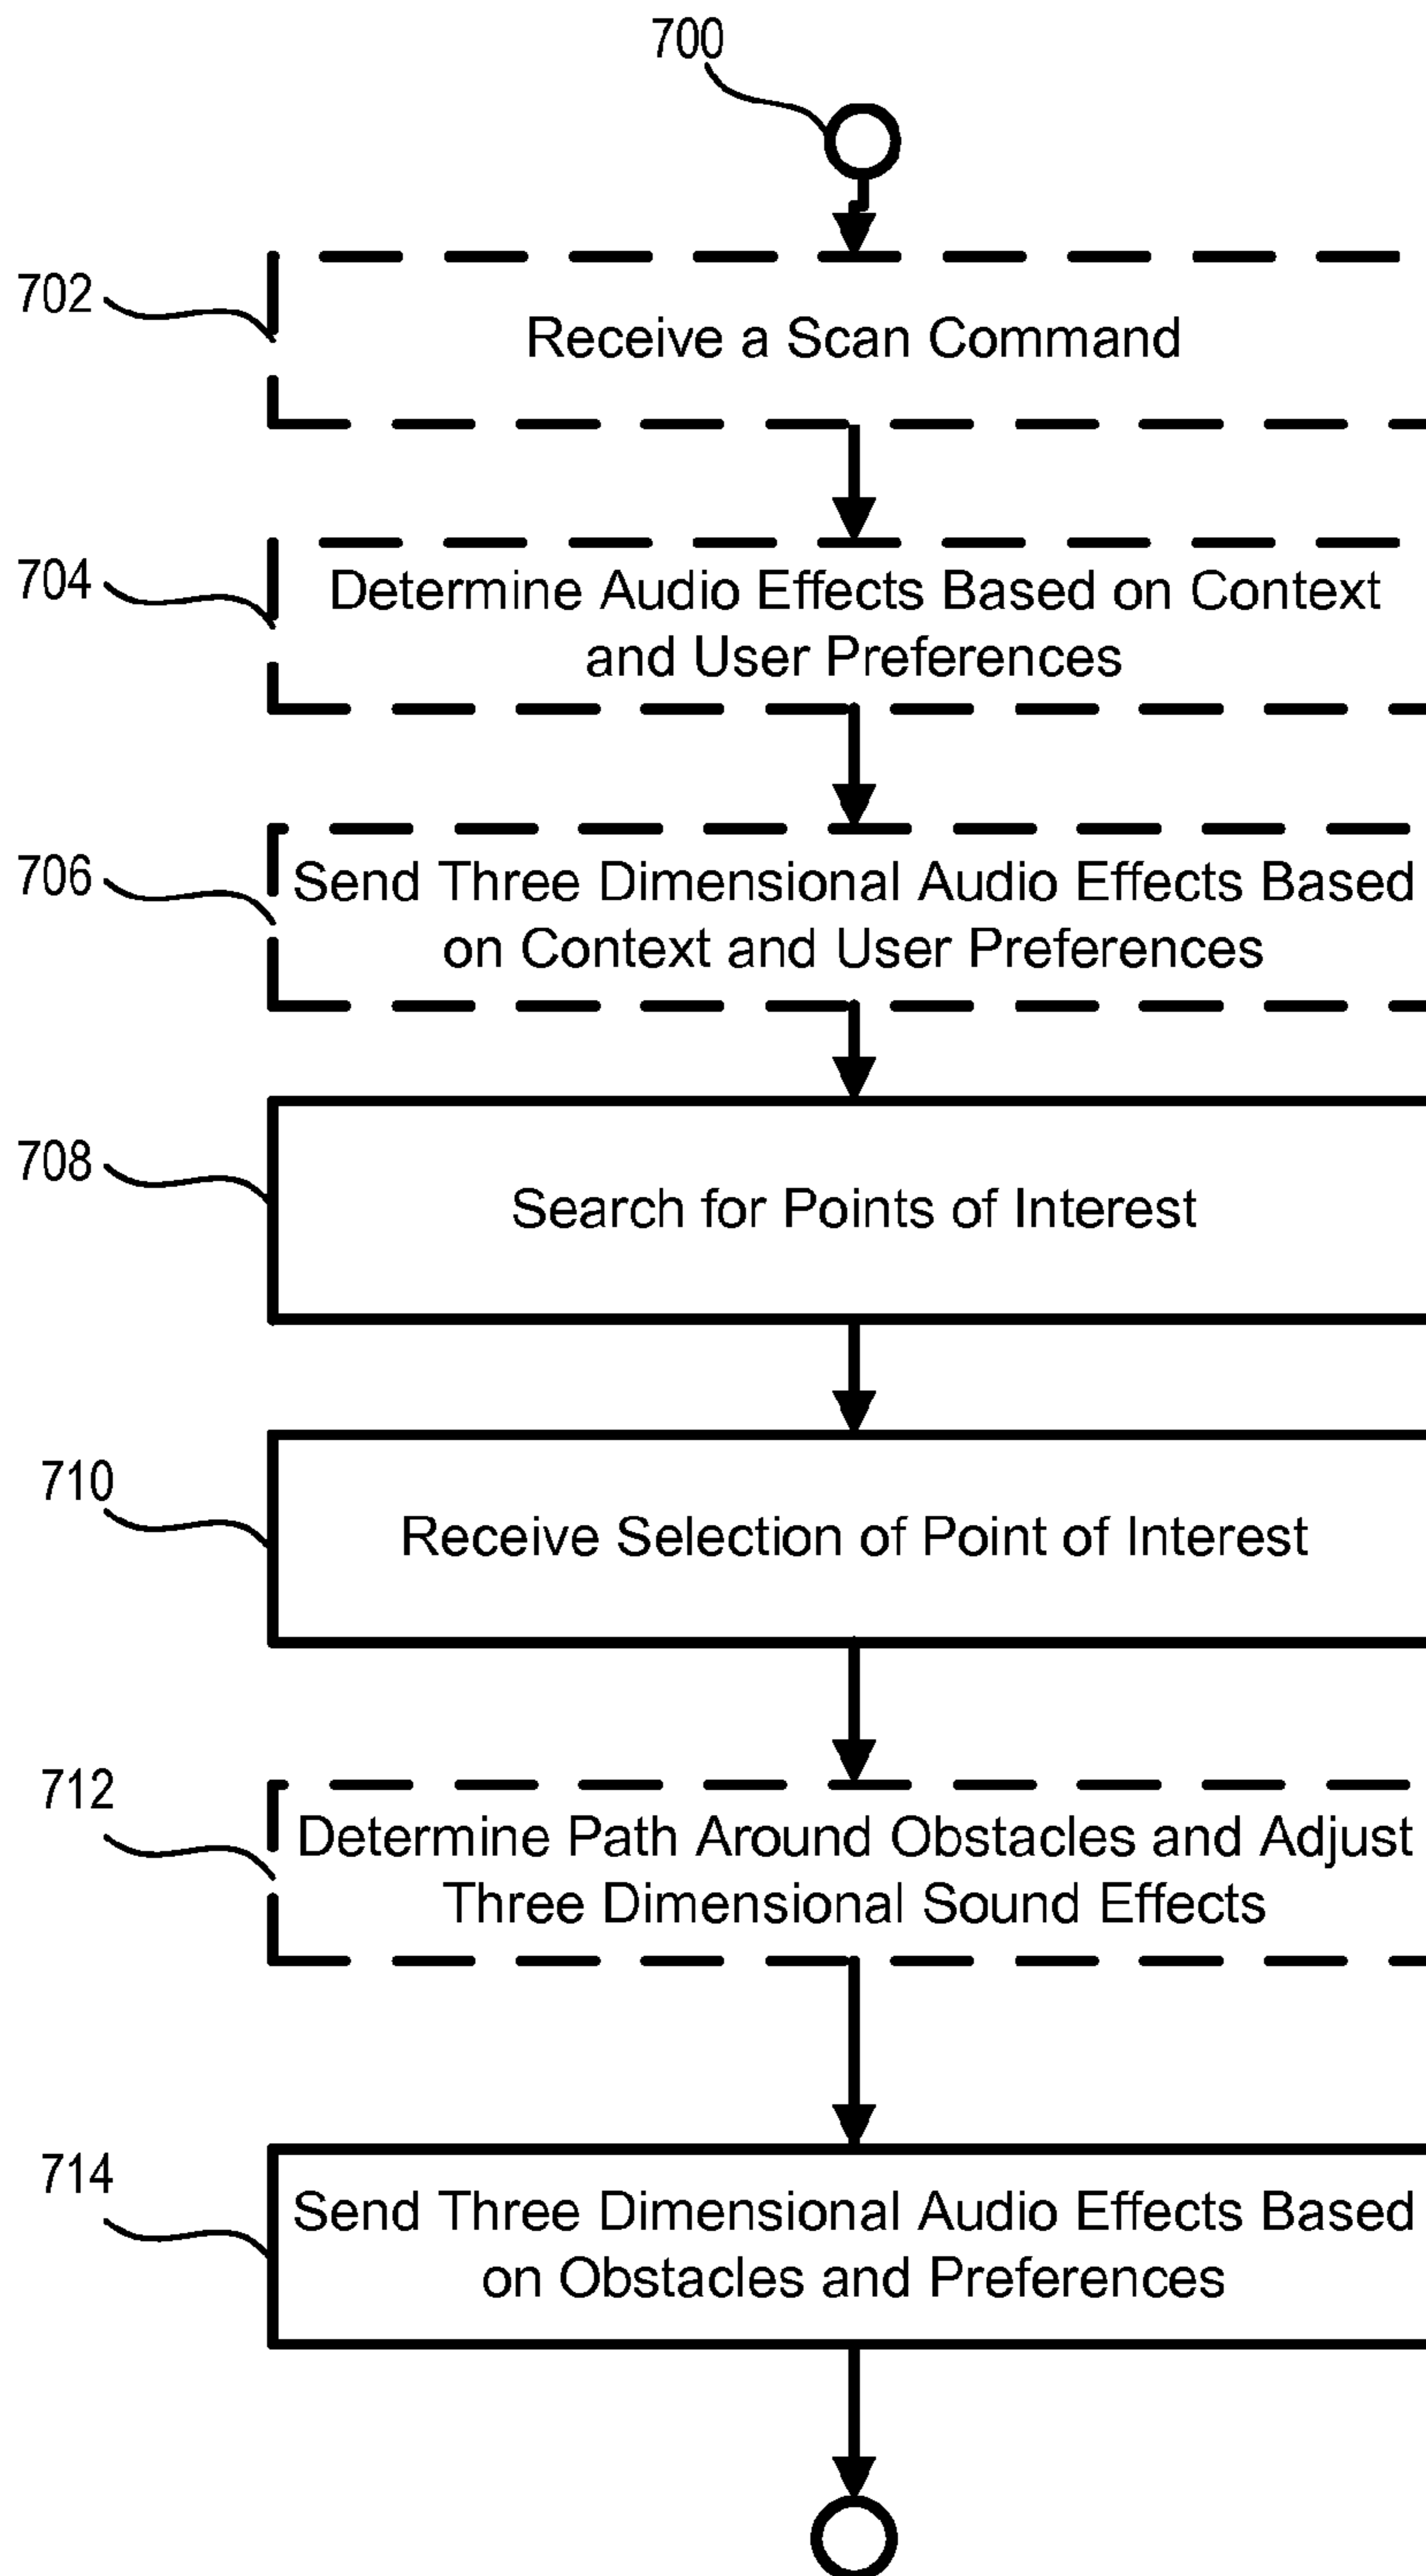 700
702
Receive a Scan Command
704
Determine Audio Effects Based on Context
and User Preferences
706
Send Three Dimensional Audio Effects Based
on Context and User Preferences
708
Search for Points of Interest
710
Receive Selection of Point of Interest
712
Determine Path Around Obstacles and Adjust
Three Dimensional Sound Effects
714
Send Three Dimensional Audio Effects Based
on Obstacles and Preferences